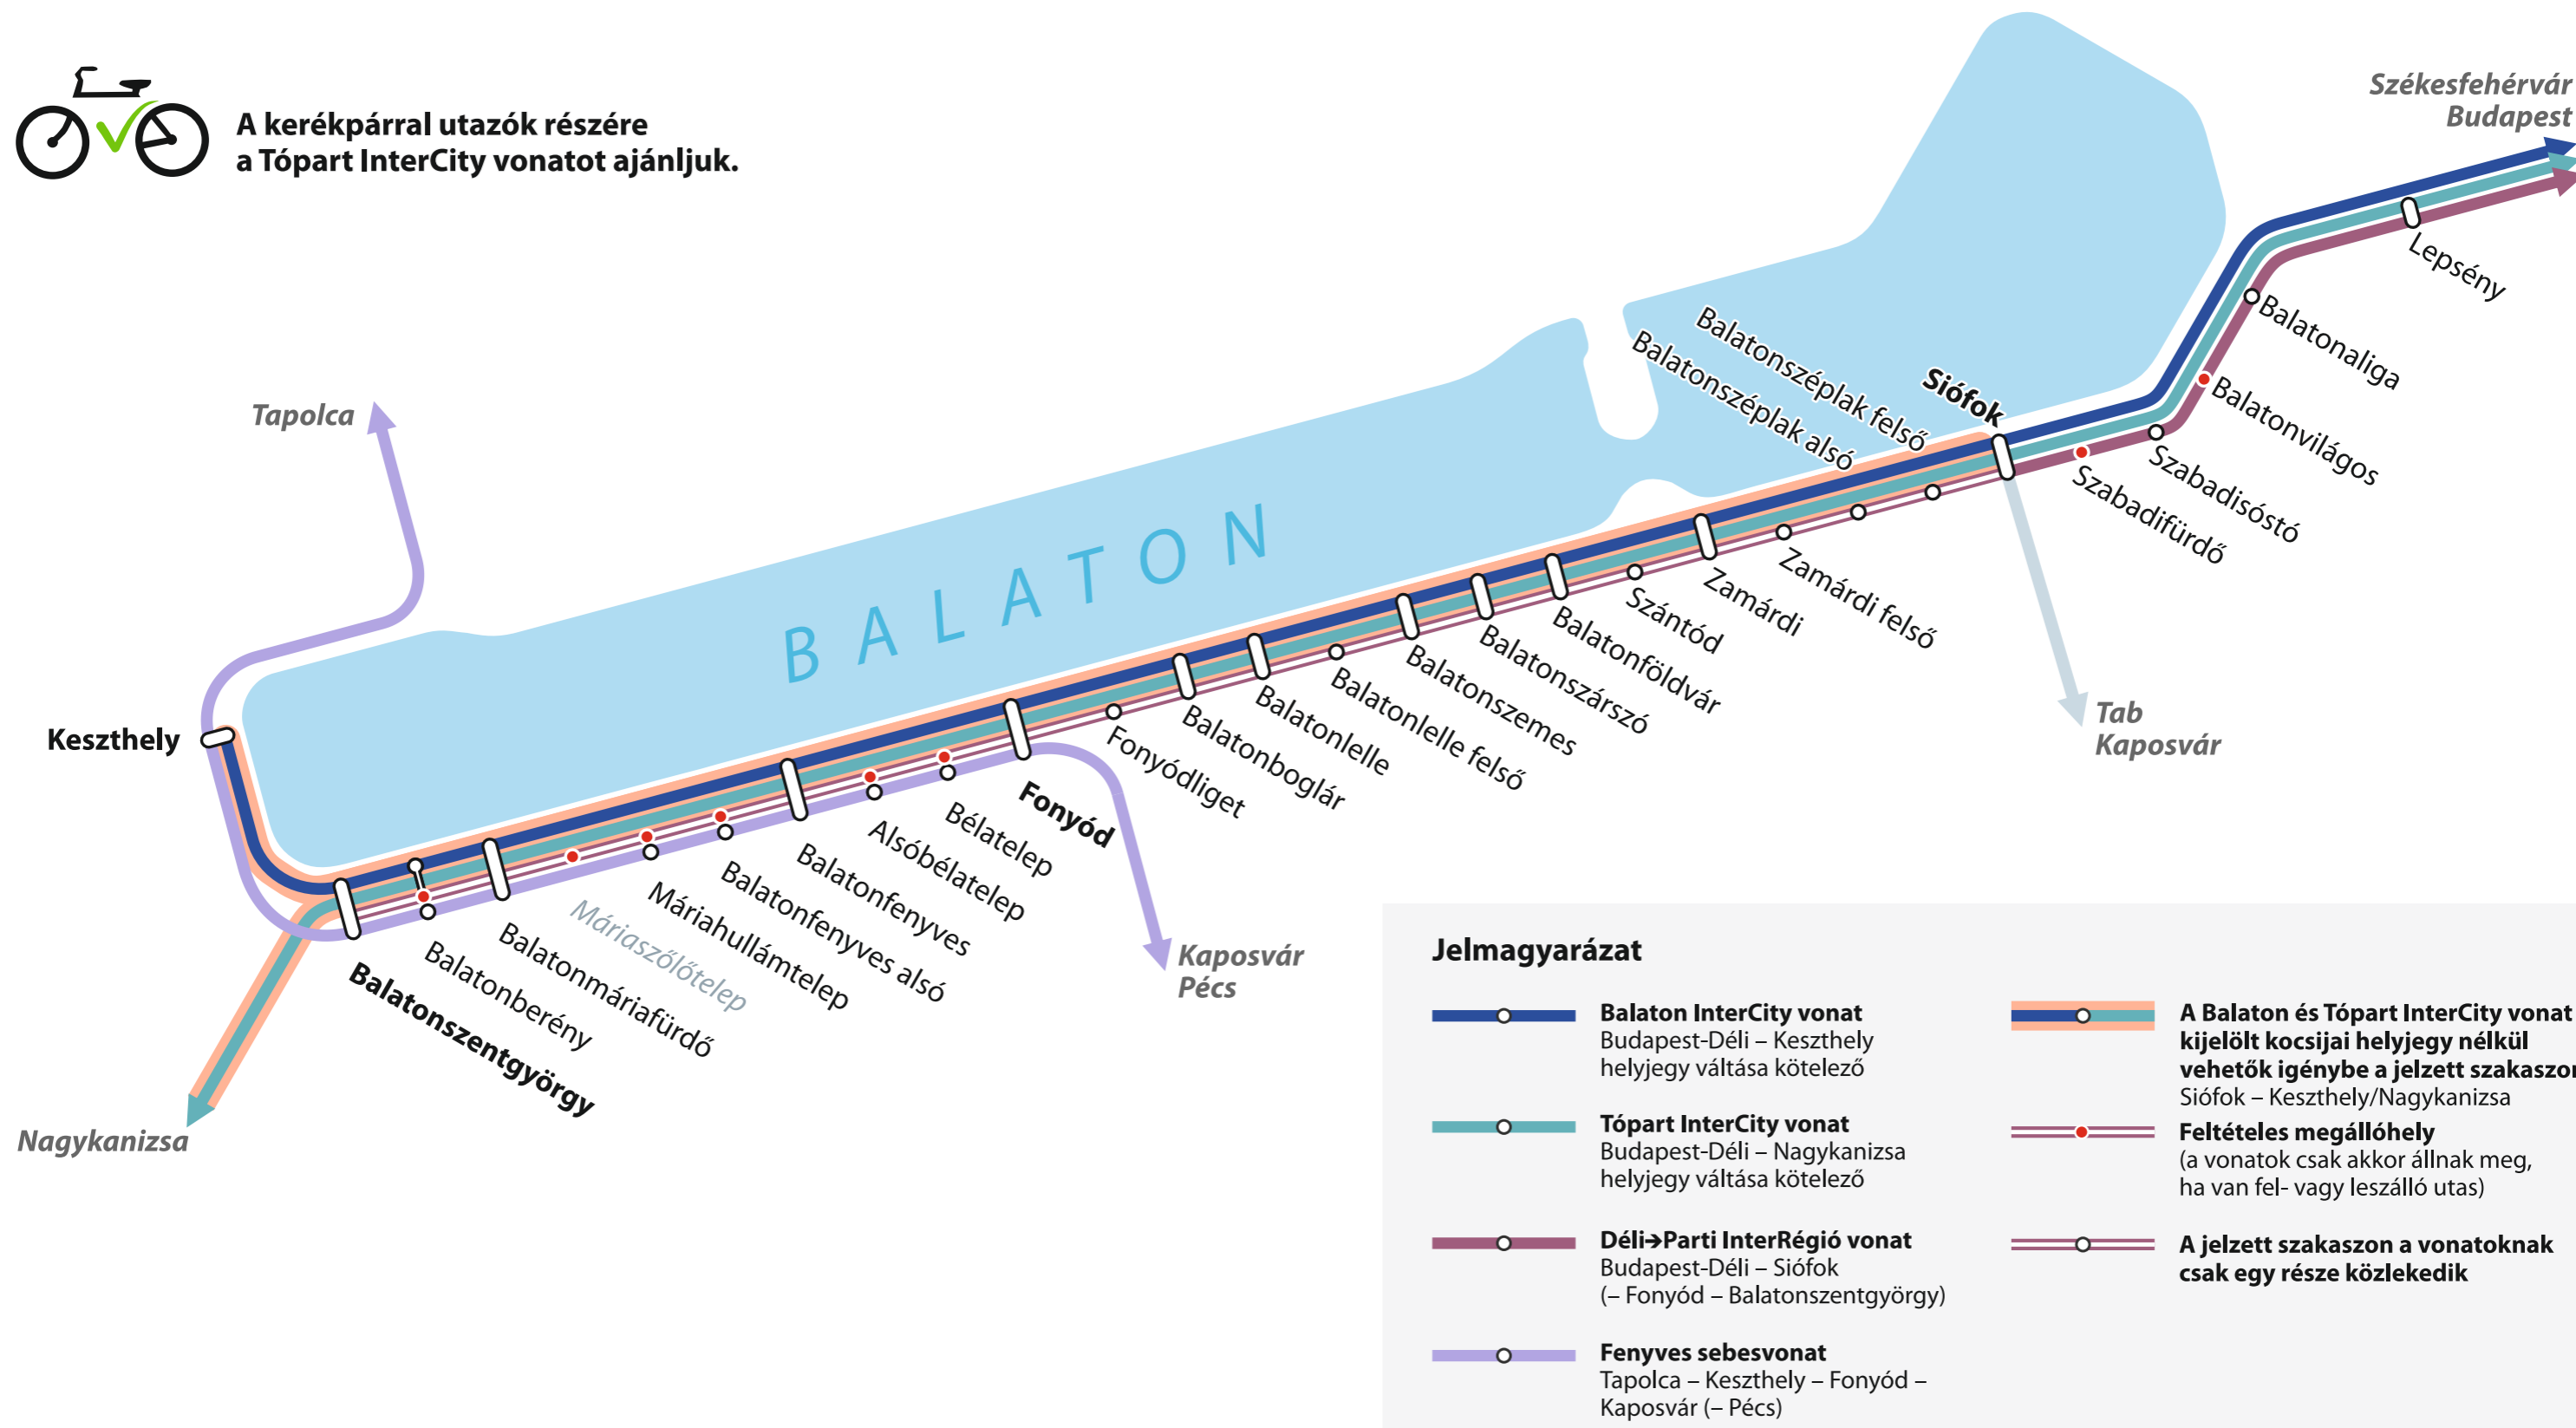 A kerékpárral utazók részére
a Tópart InterCity vonatot ajánljuk.
Székesfehérvár
Budapest
Lepsény
Balatonaliga
Balatonvilágos
Szabadisóstó
Szabadifürdő
Siófok
Balatonszéplak felső
Balatonszéplak alsó
Zamárdi felső
Zamárdi
Szántód
Balatonföldvár
Balatonszárszó
Balatonszemes
Balatonlelle felső
Balatonlelle
Balatonboglár
Fonyódliget
Fonyód
Bélatelep
Alsóbélatelep
Balatonfenyves
Balatonfenyves alsó
Máriahullámtelep
Máriaszőlőtelep
Balatonmáriafürdő
Balatonberény
Balatonszentgyörgy
Keszthely
Tapolca
Nagykanizsa
BALATON
Tab
Kaposvár
Kaposvár
Pécs
Jelmagyarázat
Balaton InterCity vonat
Budapest-Déli – Keszthely
helyjegy váltása kötelező
Tópart InterCity vonat
Budapest-Déli – Nagykanizsa
helyjegy váltása kötelező
Déli➔Parti InterRégió vonat
Budapest-Déli – Siófok
(– Fonyód – Balatonszentgyörgy)
Fenyves sebesvonat
Tapolca – Keszthely – Fonyód –
Kaposvár (– Pécs)
A Balaton és Tópart InterCity vonat
kijelölt kocsijai helyjegy nélkül
vehetők igénybe a jelzett szakaszon
Siófok – Keszthely/Nagykanizsa
Feltételes megállóhely
(a vonatok csak akkor állnak meg,
ha van fel- vagy leszálló utas)
A jelzett szakaszon a vonatoknak
csak egy része közlekedik